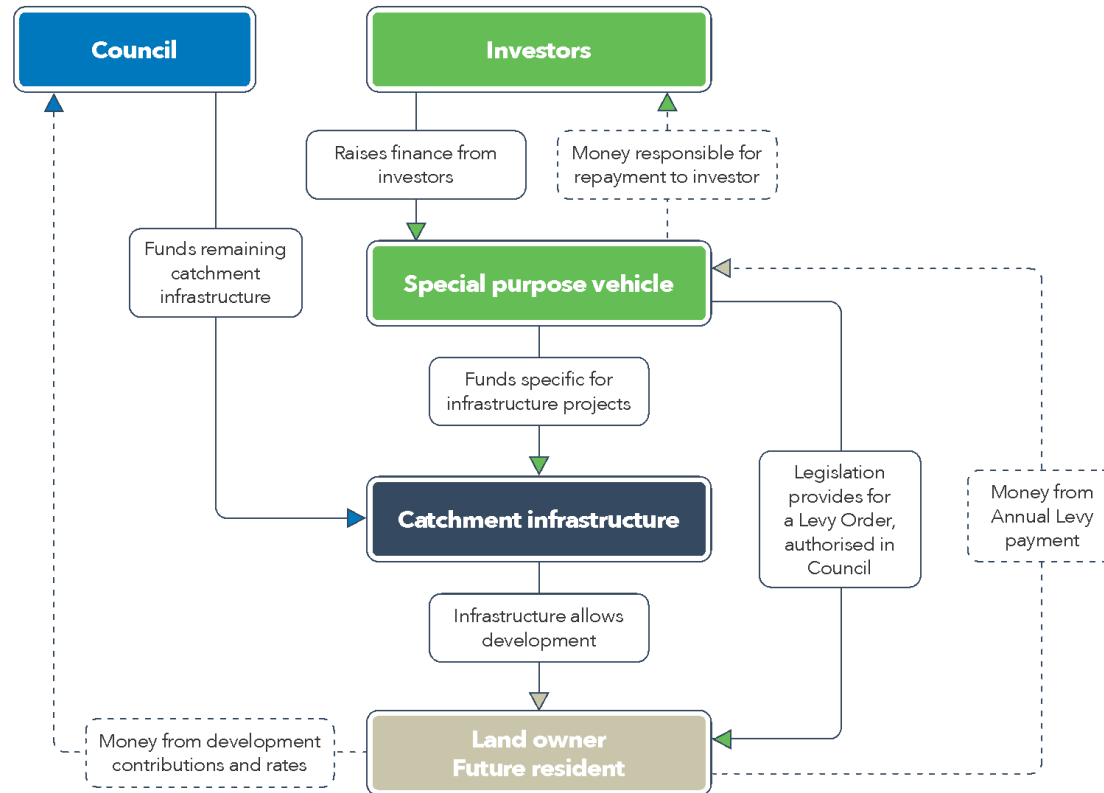 Council
Investors
Raises finance from
investors
Money responsible for
repayment to investor
Funds remaining
catchment
infrastructure
Special purpose vehicle
Funds specific for
infrastructure projects
Legislation
provides for
a Levy Order,
authorised in
Council
Money from
Annual Levy
payment
Catchment infrastructure
Infrastructure allows
development
Money from development
contributions and rates
Land owner
Future resident